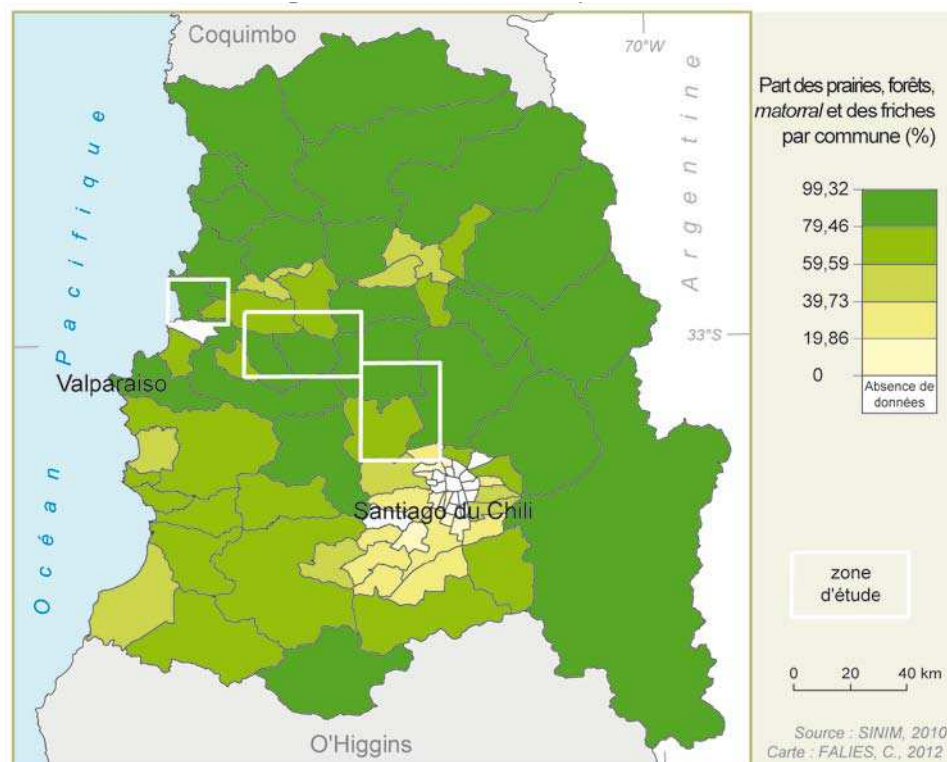 Coquimbo
70°W
Océan Pacifique
Argentine
33°S
Valparaiso
Santiago du Chili
O'Higgins
Part des prairies, forêts,
matorral et des friches
par commune (%)
99,32
79,46
59,59
39,73
19,86
0
Absence de
données
zone
d'étude
0 20 40 km
Source : SINIM, 2010
Carte : FALIES, C., 2012